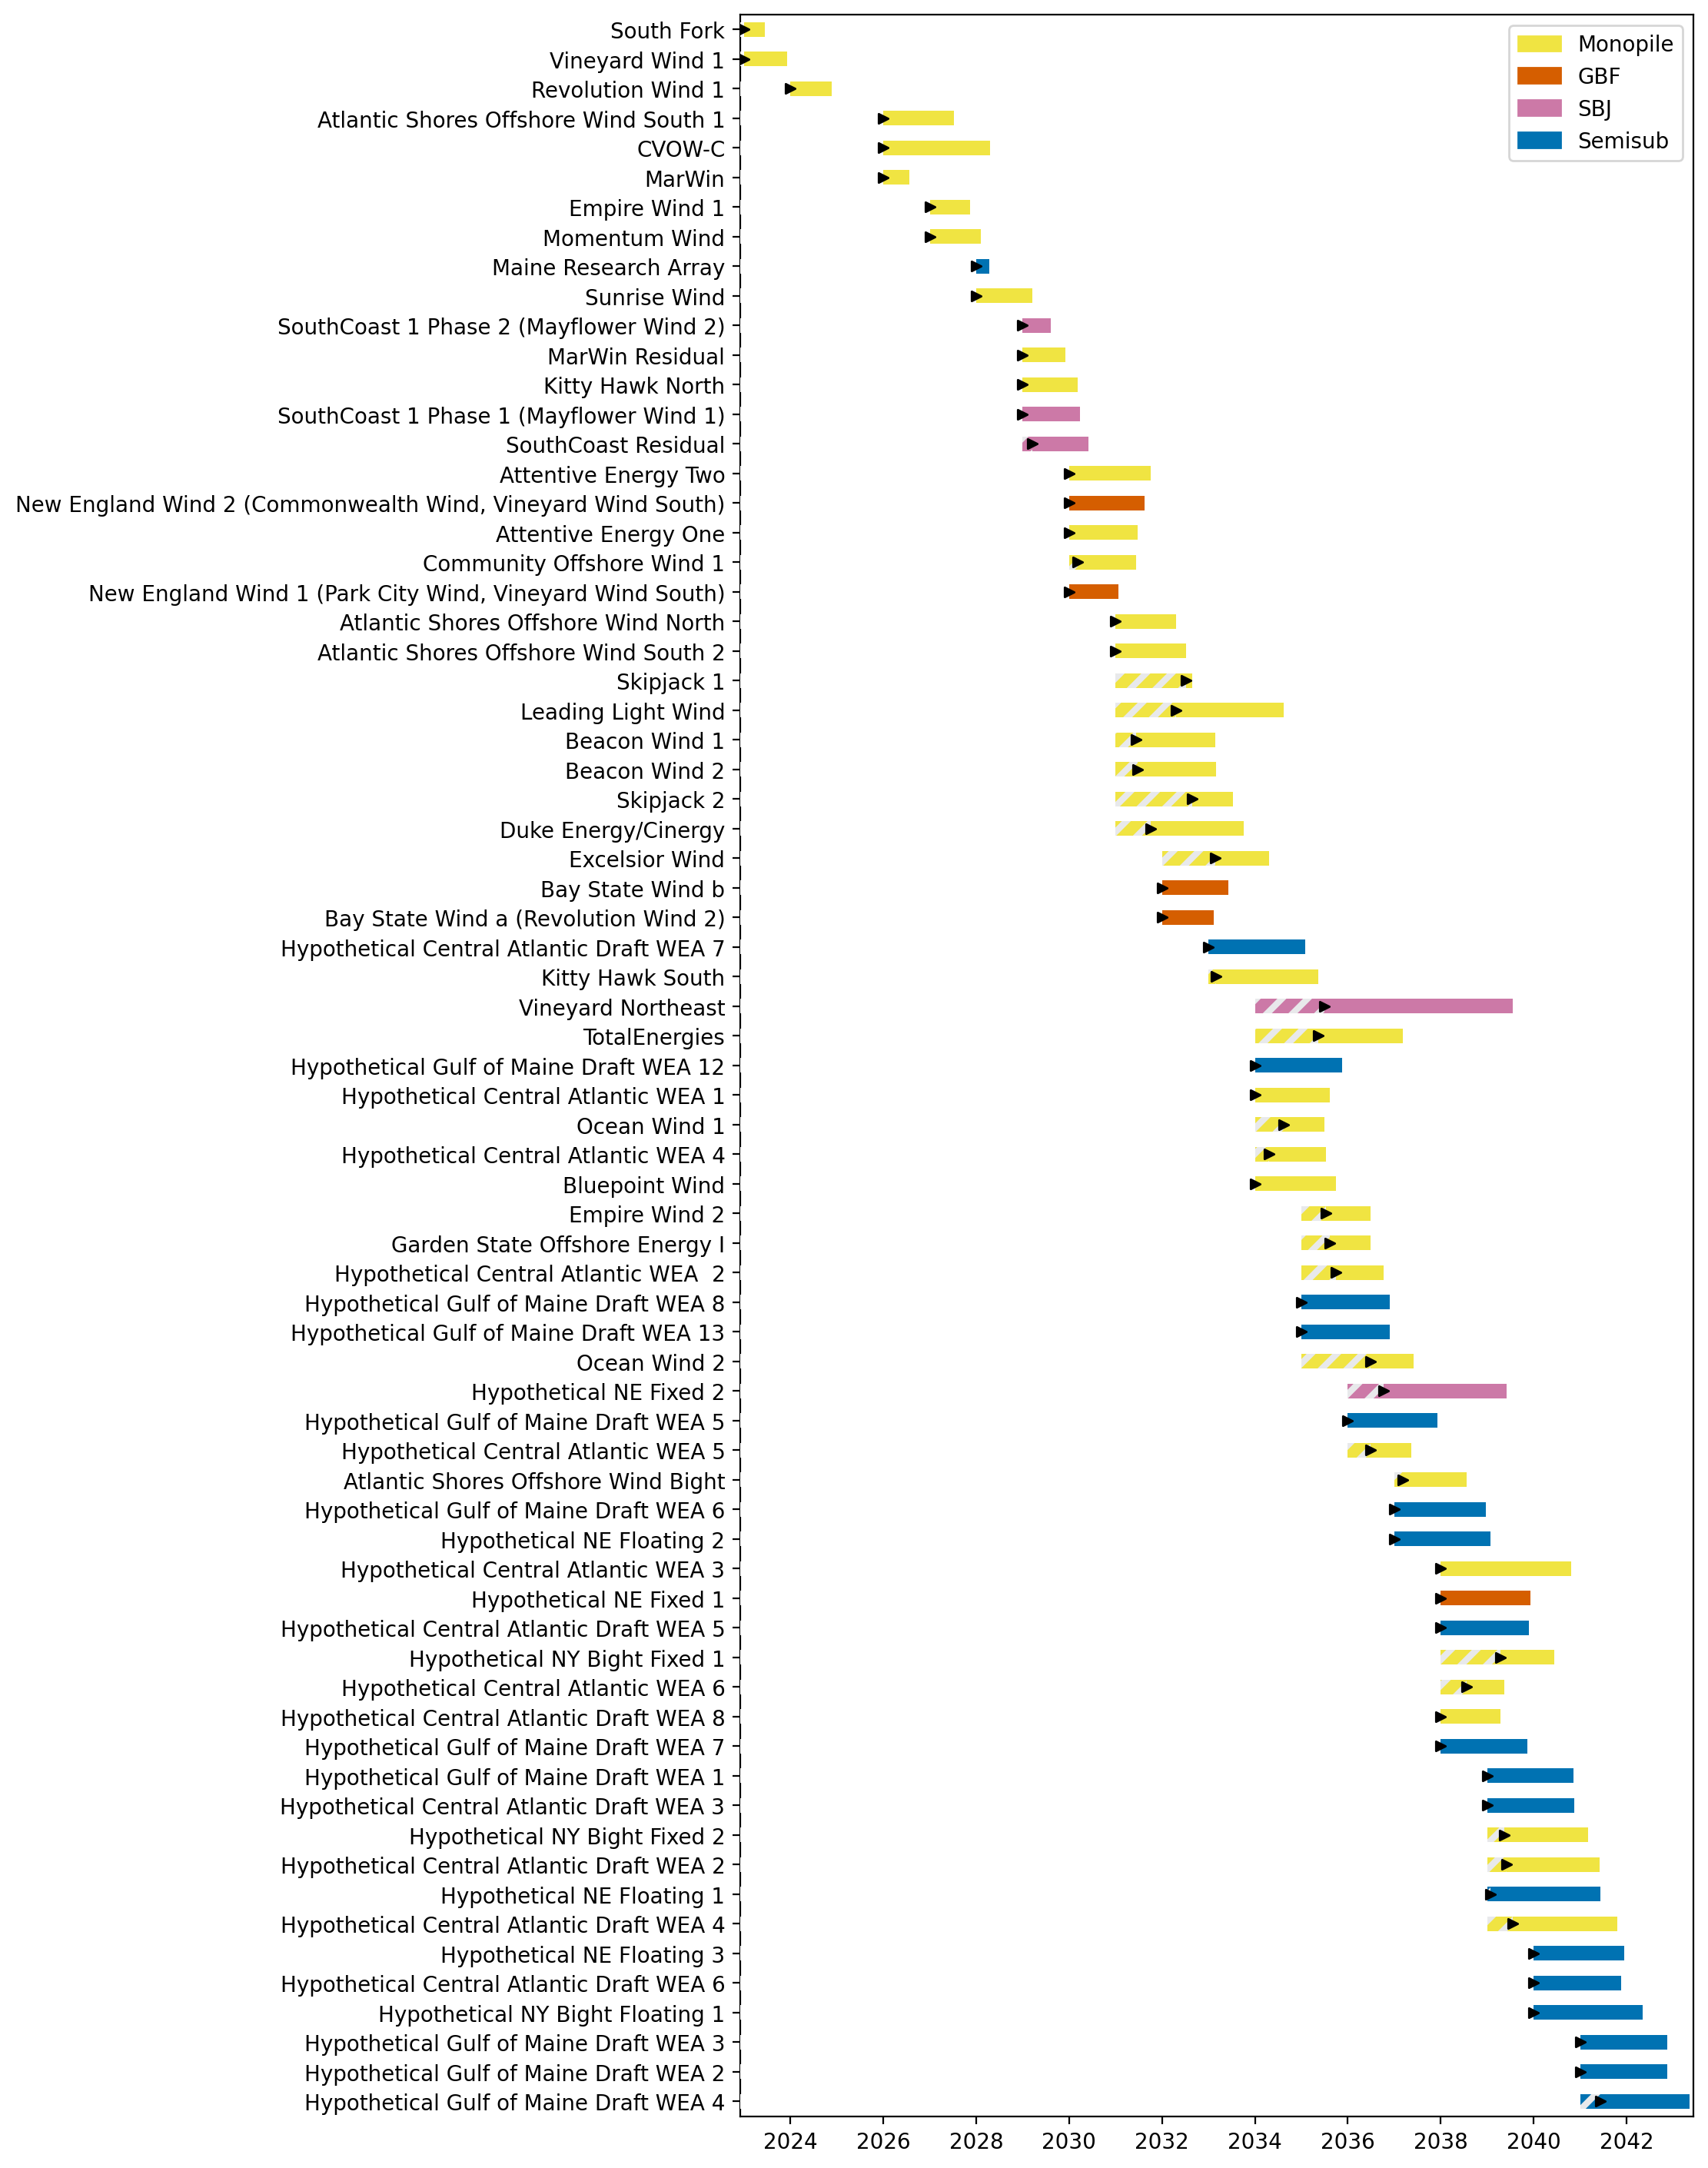 South Fork
Vineyard Wind 1
Revolution Wind 1
Atlantic Shores Offshore Wind South 1
CVOW-C
MarWin
Empire Wind 1
Momentum Wind
Maine Research Array
Sunrise Wind
SouthCoast 1 Phase 2 (Mayflower Wind 2)
MarWin Residual
Kitty Hawk North
SouthCoast 1 Phase 1 (Mayflower Wind 1)
SouthCoast Residual
Attentive Energy Two
New England Wind 2 (Commonwealth Wind, Vineyard Wind South)
Attentive Energy One
Community Offshore Wind 1
New England Wind 1 (Park City Wind, Vineyard Wind South)
Atlantic Shores Offshore Wind North
Atlantic Shores Offshore Wind South 2
Skipjack 1
Leading Light Wind
Beacon Wind 1
Beacon Wind 2
Skipjack 2
Duke Energy/Cinergy
Excelsior Wind
Bay State Wind b
Bay State Wind a (Revolution Wind 2)
Hypothetical Central Atlantic Draft WEA 7
Kitty Hawk South
Vineyard Northeast
TotalEnergies
Hypothetical Gulf of Maine Draft WEA 12
Hypothetical Central Atlantic WEA 1
Ocean Wind 1
Hypothetical Central Atlantic WEA 4
Bluepoint Wind
Empire Wind 2
Garden State Offshore Energy I
Hypothetical Central Atlantic WEA  2
Hypothetical Gulf of Maine Draft WEA 8
Hypothetical Gulf of Maine Draft WEA 13
Ocean Wind 2
Hypothetical NE Fixed 2
Hypothetical Gulf of Maine Draft WEA 5
Hypothetical Central Atlantic WEA 5
Atlantic Shores Offshore Wind Bight
Hypothetical Gulf of Maine Draft WEA 6
Hypothetical NE Floating 2
Hypothetical Central Atlantic WEA 3
Hypothetical NE Fixed 1
Hypothetical Central Atlantic Draft WEA 5
Hypothetical NY Bight Fixed 1
Hypothetical Central Atlantic WEA 6
Hypothetical Central Atlantic Draft WEA 8
Hypothetical Gulf of Maine Draft WEA 7
Hypothetical Gulf of Maine Draft WEA 1
Hypothetical Central Atlantic Draft WEA 3
Hypothetical NY Bight Fixed 2
Hypothetical Central Atlantic Draft WEA 2
Hypothetical NE Floating 1
Hypothetical Central Atlantic Draft WEA 4
Hypothetical NE Floating 3
Hypothetical Central Atlantic Draft WEA 6
Hypothetical NY Bight Floating 1
Hypothetical Gulf of Maine Draft WEA 3
Hypothetical Gulf of Maine Draft WEA 2
Hypothetical Gulf of Maine Draft WEA 4
Monopile
GBF
SBJ
Semisub
2024 2026 2028 2030 2032 2034 2036 2038 2040 2042